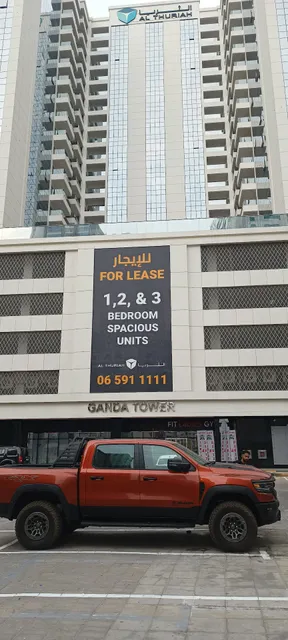 الثريا
AL THURIAH
للإيجار
FOR LEASE
1,2, & 3
BEDROOM
SPACIOUS
UNITS
AL THURIAH الثريا
06 591 1111
GANDA TOWER